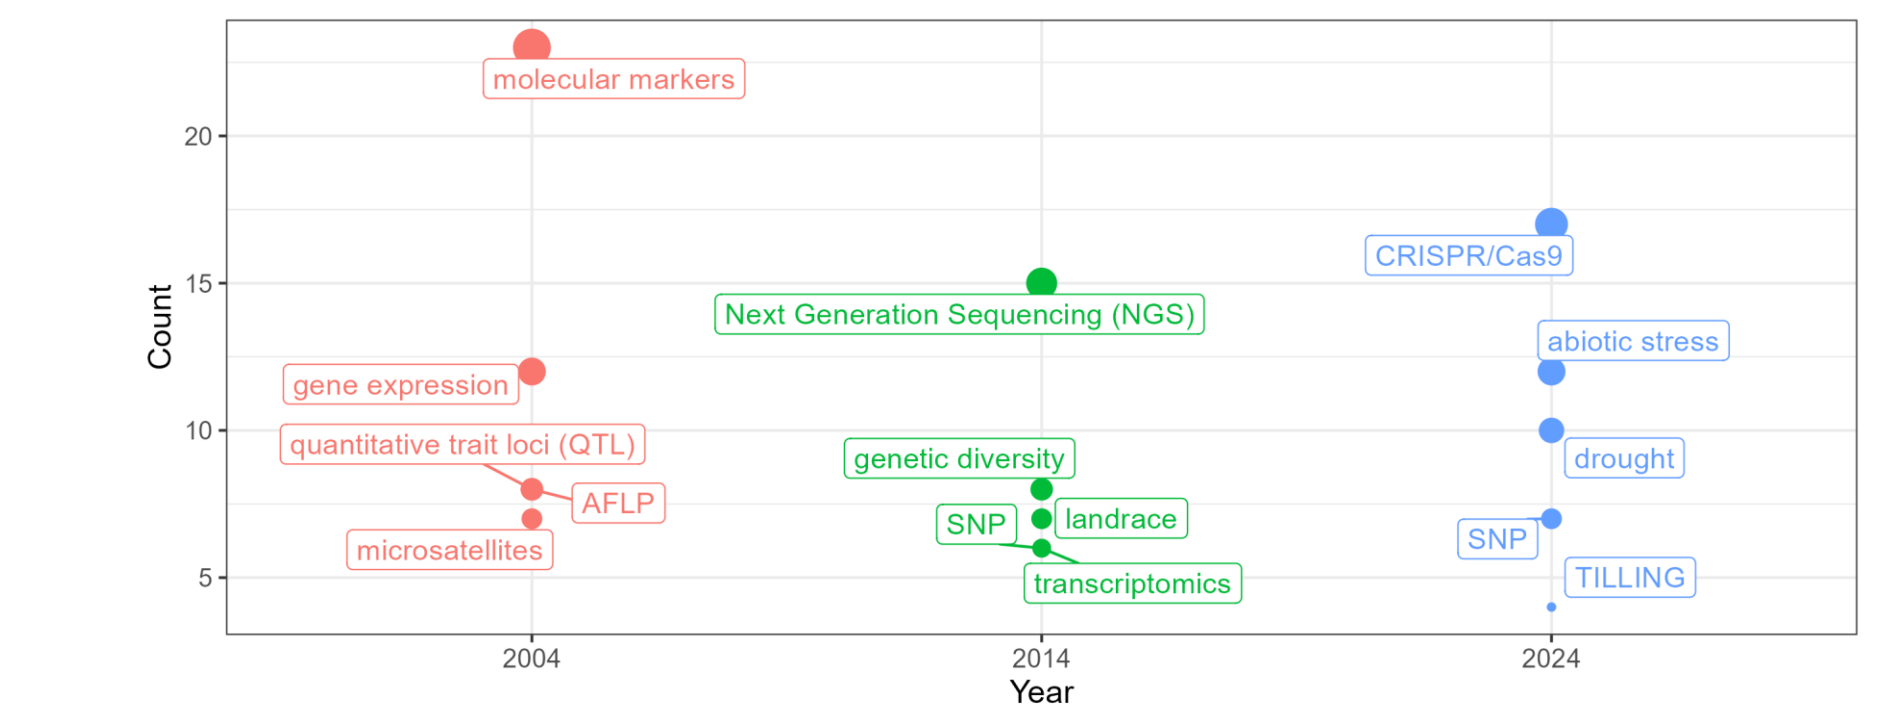 molecular markers
20
CRISPR/Cas9
15
Next Generation Sequencing (NGS)
abiotic stress
Count
gene expression
10
quantitative trait loci (QTL)
genetic diversity
drought
AFLP
SNP
landrace
SNP
microsatellites
5
transcriptomics
TILLING
2004
2014
2024
Year